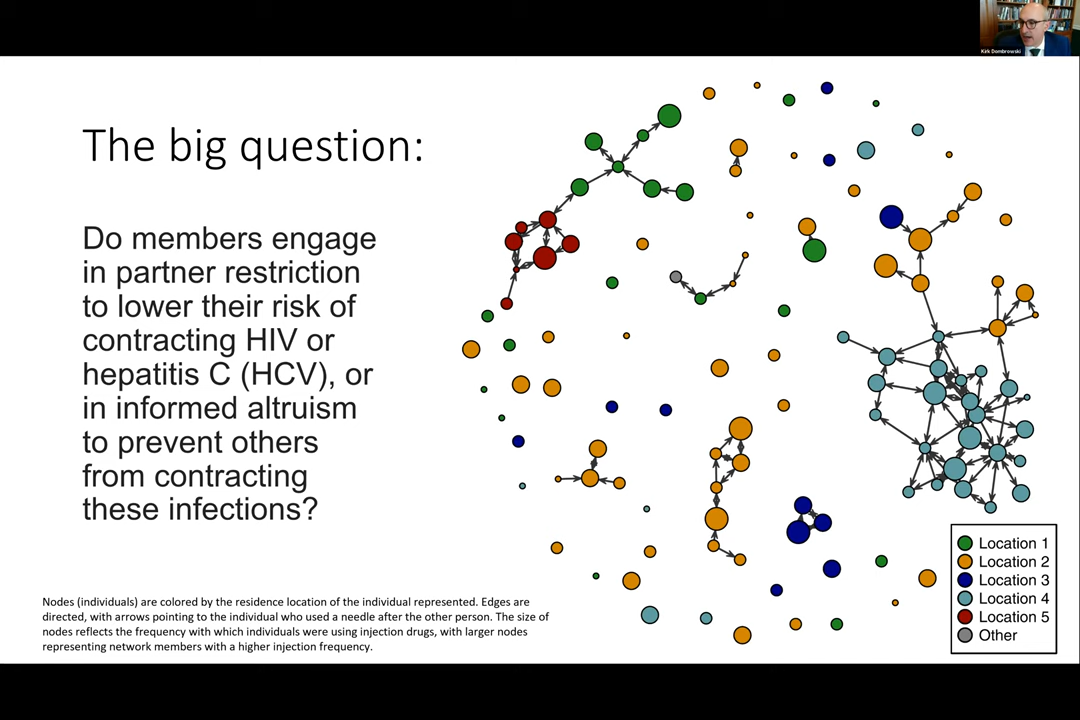 Kirk Dombrowski
The big question:
Do members engage
in partner restriction
to lower their risk of
contracting HIV or
hepatitis C (HCV), or
in informed altruism
to prevent others
from contracting
these infections?
Nodes (individuals) are colored by the residence location of the individual represented. Edges are
directed, with arrows pointing to the individual who used a needle after the other person. The size of
nodes reflects the frequency with which individuals were using injection drugs, with larger nodes
representing network members with a higher injection frequency.
Location 1
Location 2
Location 3
Location 4
Location 5
Other